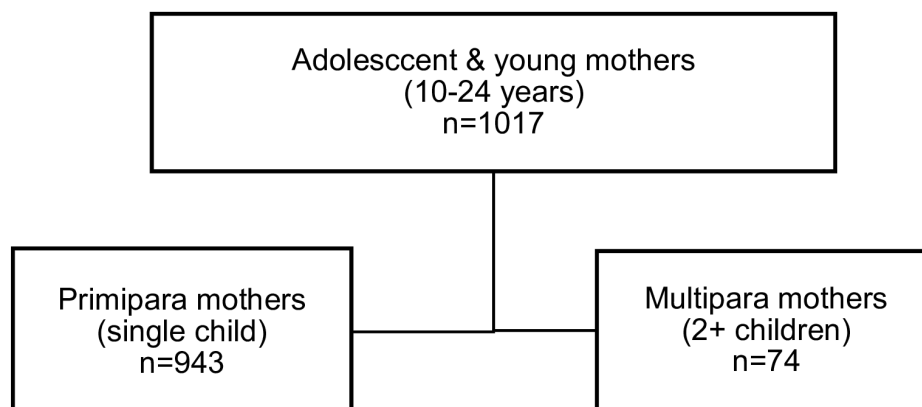 Adolesccent & young mothers
(10-24 years)
n=1017
Primipara mothers
(single child)
n=943
Multipara mothers
(2+ children)
n=74